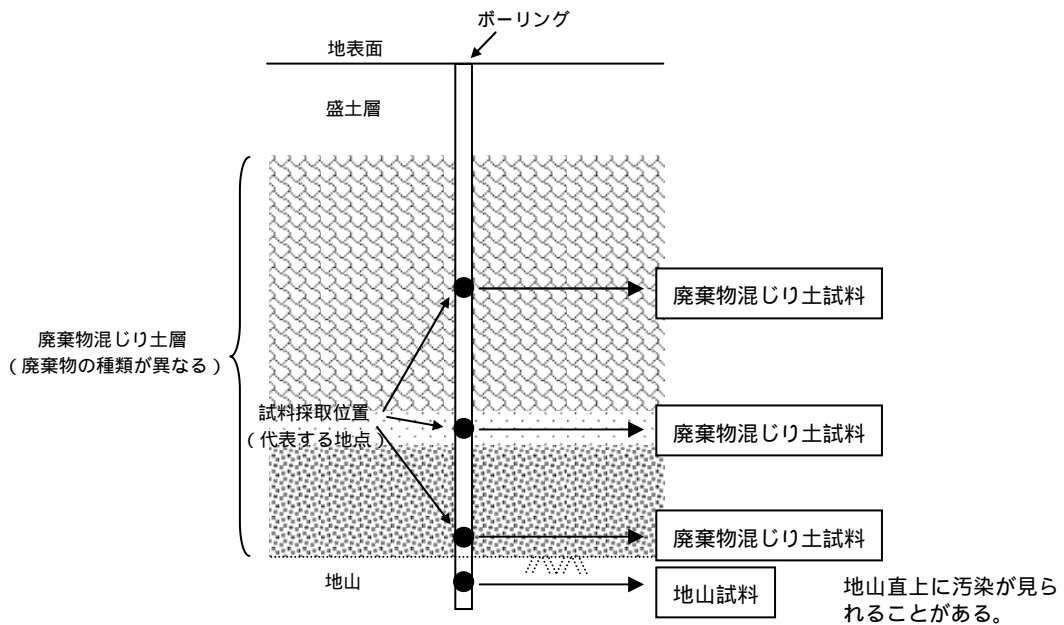 ボーリング
地表面
盛土層
廃棄物混じり土試料
廃棄物混じり土層
（廃棄物の種類が異なる）
試料採取位置
（代表する地点）
廃棄物混じり土試料
廃棄物混じり土試料
地山
地山試料
地山直上に汚染が見ら
れることがある。